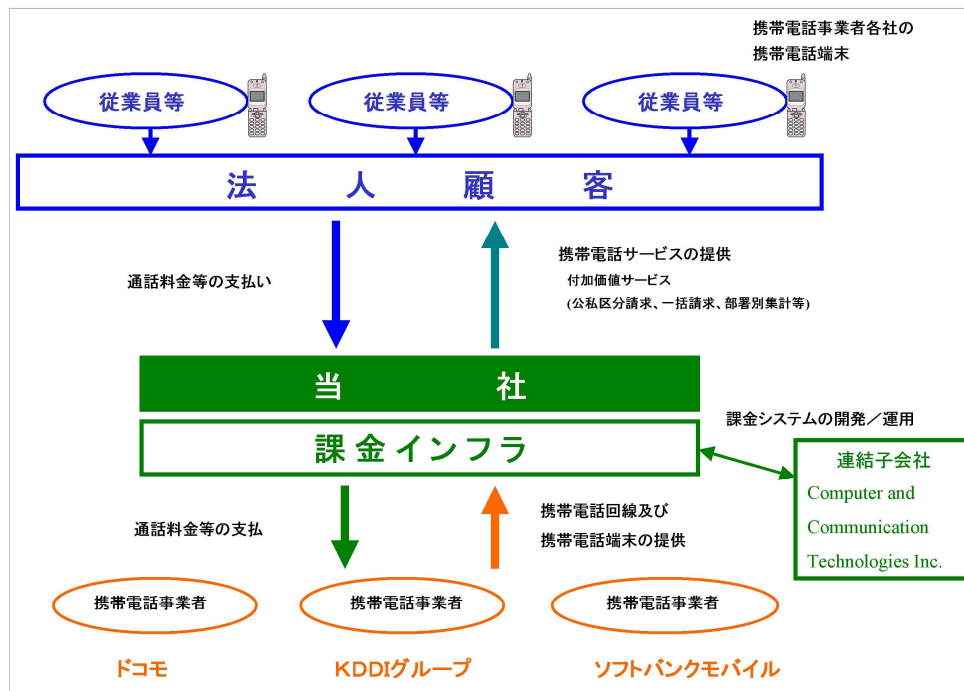 携帯電話事業者各社の
携帯電話端末
従業員等
従業員等
従業員等
法人顧客
通話料金等の支払い
携帯電話サービスの提供
付加価値サービス
(公私区分請求、一括請求、部署別集計等)
当社
課金インフラ
課金システムの開発／運用
連結子会社
Computer and
Communication
Technologies Inc.
通話料金等の支払
携帯電話回線及び
携帯電話端末の提供
携帯電話事業者
携帯電話事業者
携帯電話事業者
ドコモ
KDDIグループ
ソフトバンクモバイル